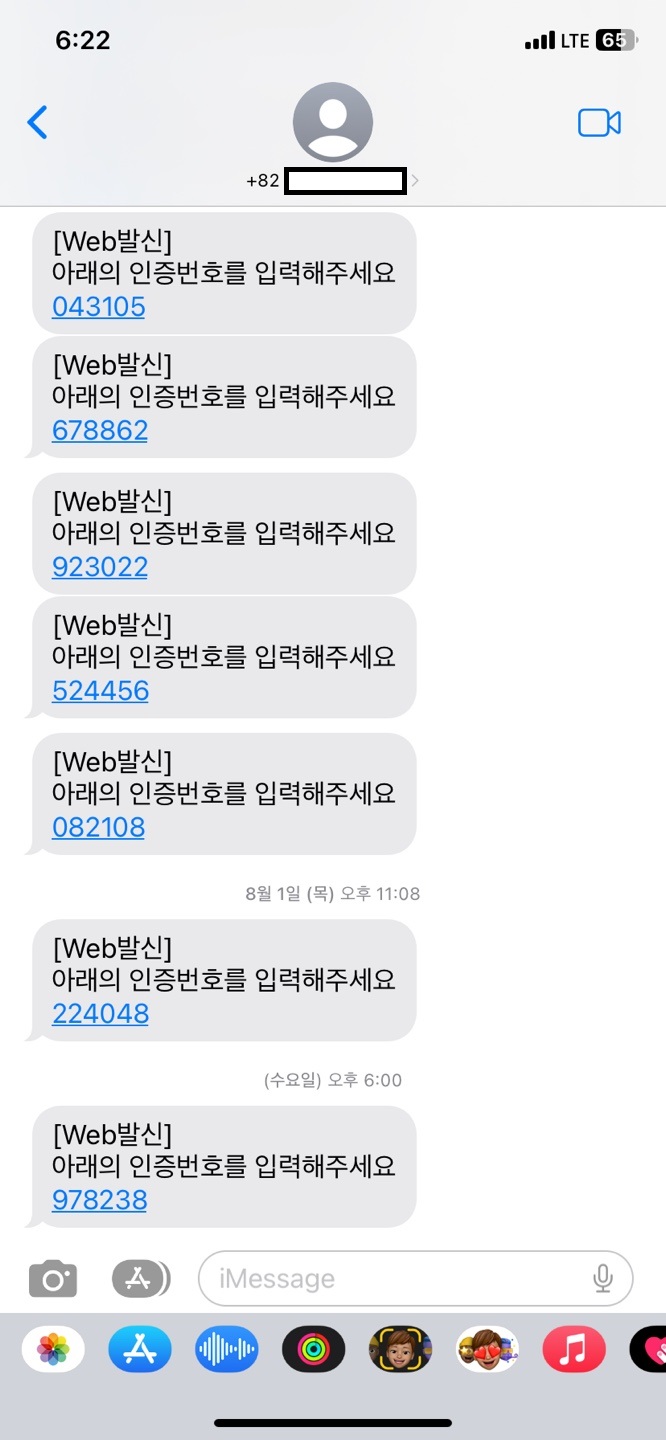 6:22
LTE 65
+82
[Web발신]
아래의 인증번호를 입력해주세요
043105
[Web발신]
아래의 인증번호를 입력해주세요
678862
[Web발신]
아래의 인증번호를 입력해주세요
923022
[Web발신]
아래의 인증번호를 입력해주세요
524456
[Web발신]
아래의 인증번호를 입력해주세요
082108
8월 1일 (목) 오후 11:08
[Web발신]
아래의 인증번호를 입력해주세요
224048
(수요일) 오후 6:00
[Web발신]
아래의 인증번호를 입력해주세요
978238
iMessage